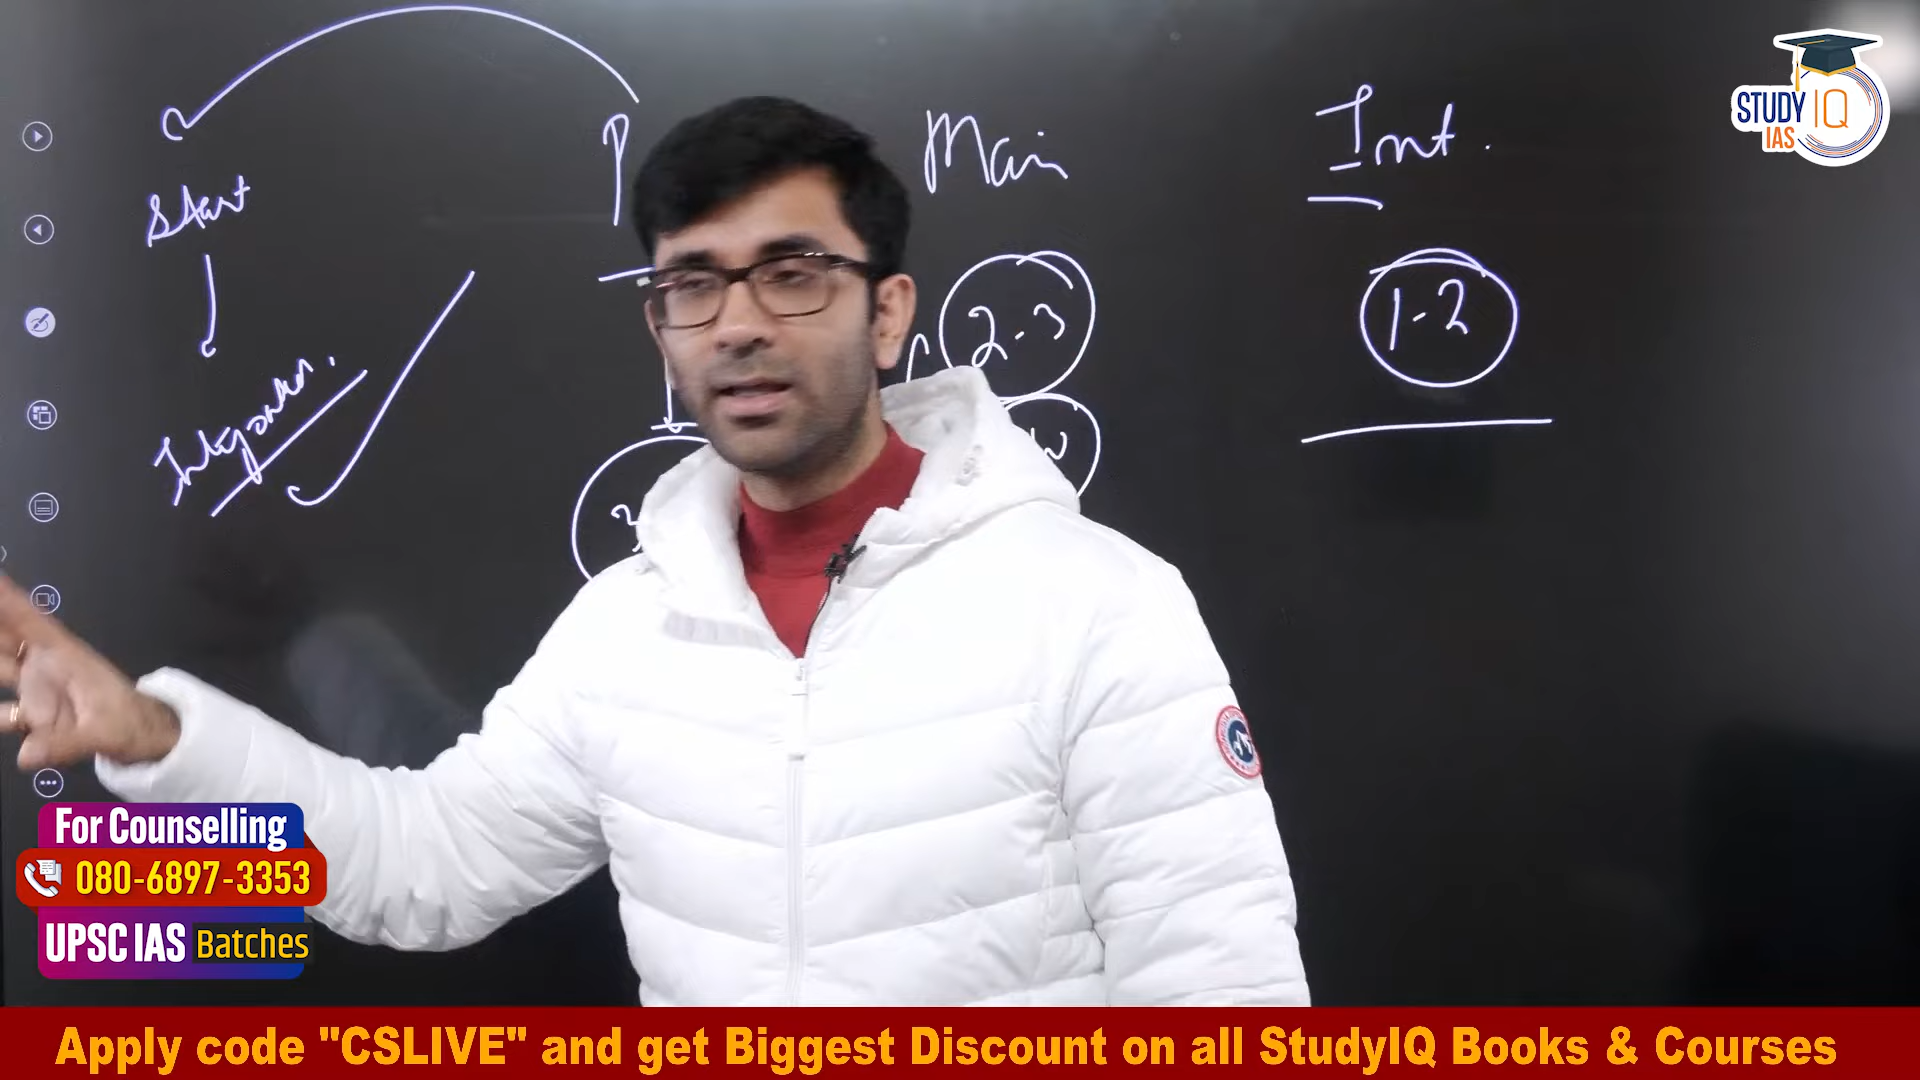 STUDY IQ
IAS
P
Main
Int.
Start
2-3
1-2
3
For Counselling
080-6897-3353
UPSC IAS Batches
Apply code "CSLIVE" and get Biggest Discount on all StudyIQ Books & Courses